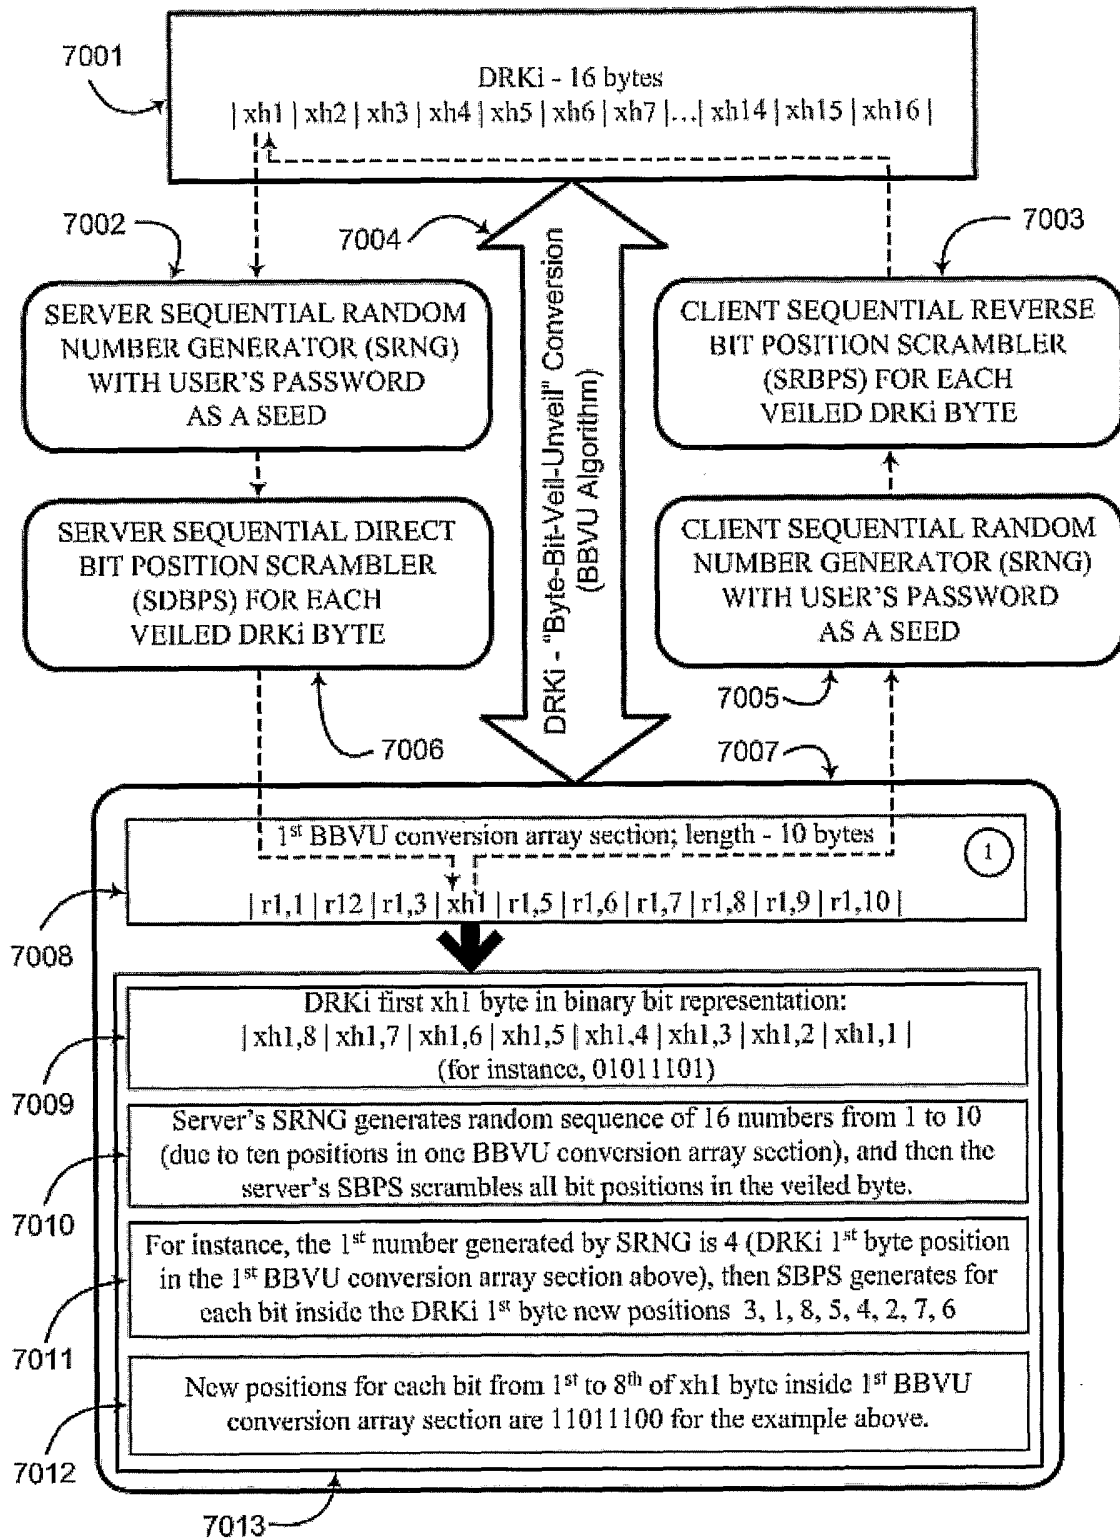 7001
DRKi - 16 bytes
| xh1 | xh2 | xh3 | xh4 | xh5 | xh6 | xh7 |...| xh14 | xh15 | xh16 |
7002
7004
7003
SERVER SEQUENTIAL RANDOM
NUMBER GENERATOR (SRNG)
WITH USER'S PASSWORD
AS A SEED
DRKi - "Byte-Bit-Veil-Unveil" Conversion
(BBVU Algorithm)
CLIENT SEQUENTIAL REVERSE
BIT POSITION SCRAMBLER
(SRBPS) FOR EACH
VEILED DRKi BYTE
SERVER SEQUENTIAL DIRECT
BIT POSITION SCRAMBLER
(SDBPS) FOR EACH
VEILED DRKi BYTE
CLIENT SEQUENTIAL RANDOM
NUMBER GENERATOR (SRNG)
WITH USER'S PASSWORD
AS A SEED
7005
7006
7007
1st BBVU conversion array section; length - 10 bytes
1
| r1,1 | r12 | r1,3 | xh1 | r1,5 | r1,6 | r1,7 | r1,8 | r1,9 | r1,10 |
7008
DRKi first xh1 byte in binary bit representation:
| xh1,8 | xh1,7 | xh1,6 | xh1,5 | xh1,4 | xh1,3 | xh1,2 | xh1,1 |
(for instance, 01011101)
7009
Server's SRNG generates random sequence of 16 numbers from 1 to 10
(due to ten positions in one BBVU conversion array section), and then the
server's SBPS scrambles all bit positions in the veiled byte.
7010
For instance, the 1st number generated by SRNG is 4 (DRKi 1st byte position
in the 1st BBVU conversion array section above), then SBPS generates for
each bit inside the DRKi 1st byte new positions 3, 1, 8, 5, 4, 2, 7, 6
7011
New positions for each bit from 1st to 8th of xh1 byte inside 1st BBVU
conversion array section are 11011100 for the example above.
7012
7013